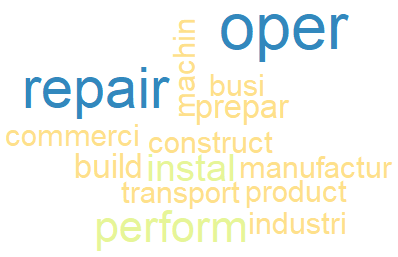 oper
machin
repair
busi
prepar
commerci
construct
build
instal
manufactur
transport
product
perform
industri